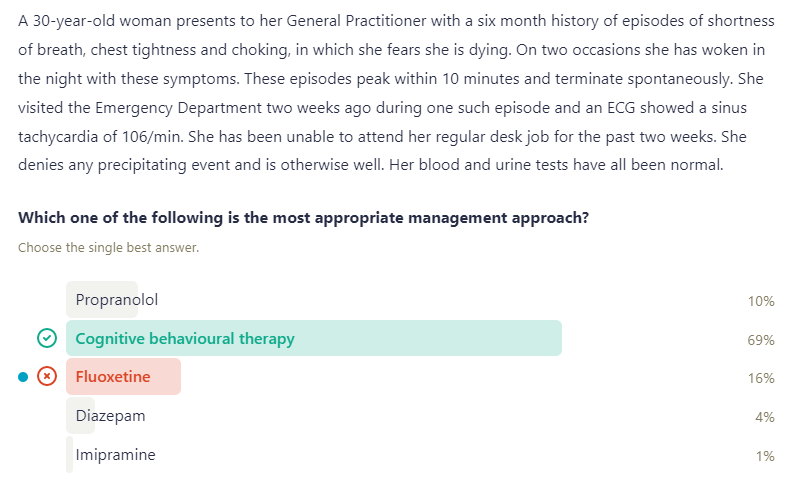 A 30-year-old woman presents to her General Practitioner with a six month history of episodes of shortness
of breath, chest tightness and choking, in which she fears she is dying. On two occasions she has woken in
the night with these symptoms. These episodes peak within 10 minutes and terminate spontaneously. She
visited the Emergency Department two weeks ago during one such episode and an ECG showed a sinus
tachycardia of 106/min. She has been unable to attend her regular desk job for the past two weeks. She
denies any precipitating event and is otherwise well. Her blood and urine tests have all been normal.
Which one of the following is the most appropriate management approach?
Choose the single best answer.
Propranolol 10%
Cognitive behavioural therapy 69%
Fluoxetine 16%
Diazepam 4%
Imipramine 1%